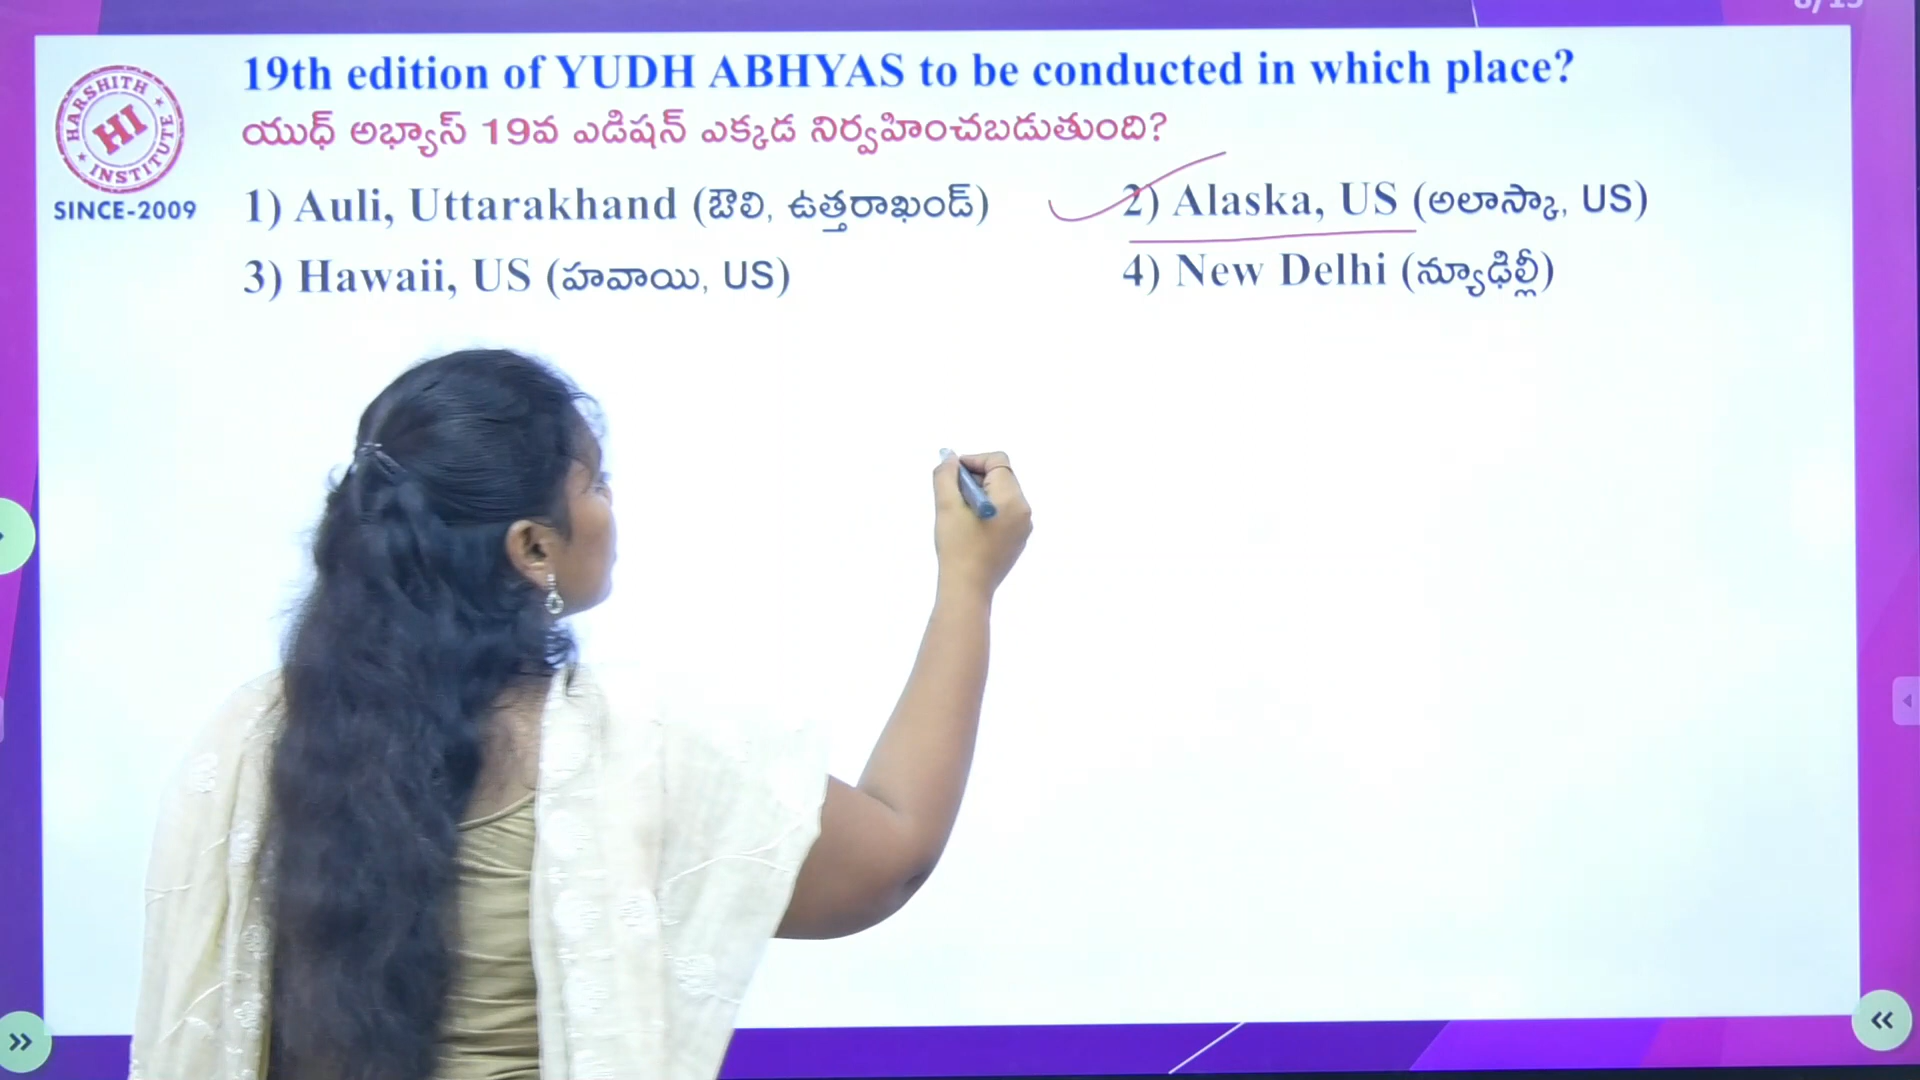 19th edition of YUDH ABHYAS to be conducted in which place?
యుధ్ అభ్యాస్ 19వ ఎడిషన్ ఎక్కడ నిర్వహించబడుతుంది?
1) Auli, Uttarakhand (ఔలి, ఉత్తరాఖండ్)
2) Alaska, US (అలాస్కా, US)
3) Hawaii, US (హవాయి, US)
4) New Delhi (న్యూఢిల్లీ)
HARSHITH
HI
INSTITUTE
SINCE-2009